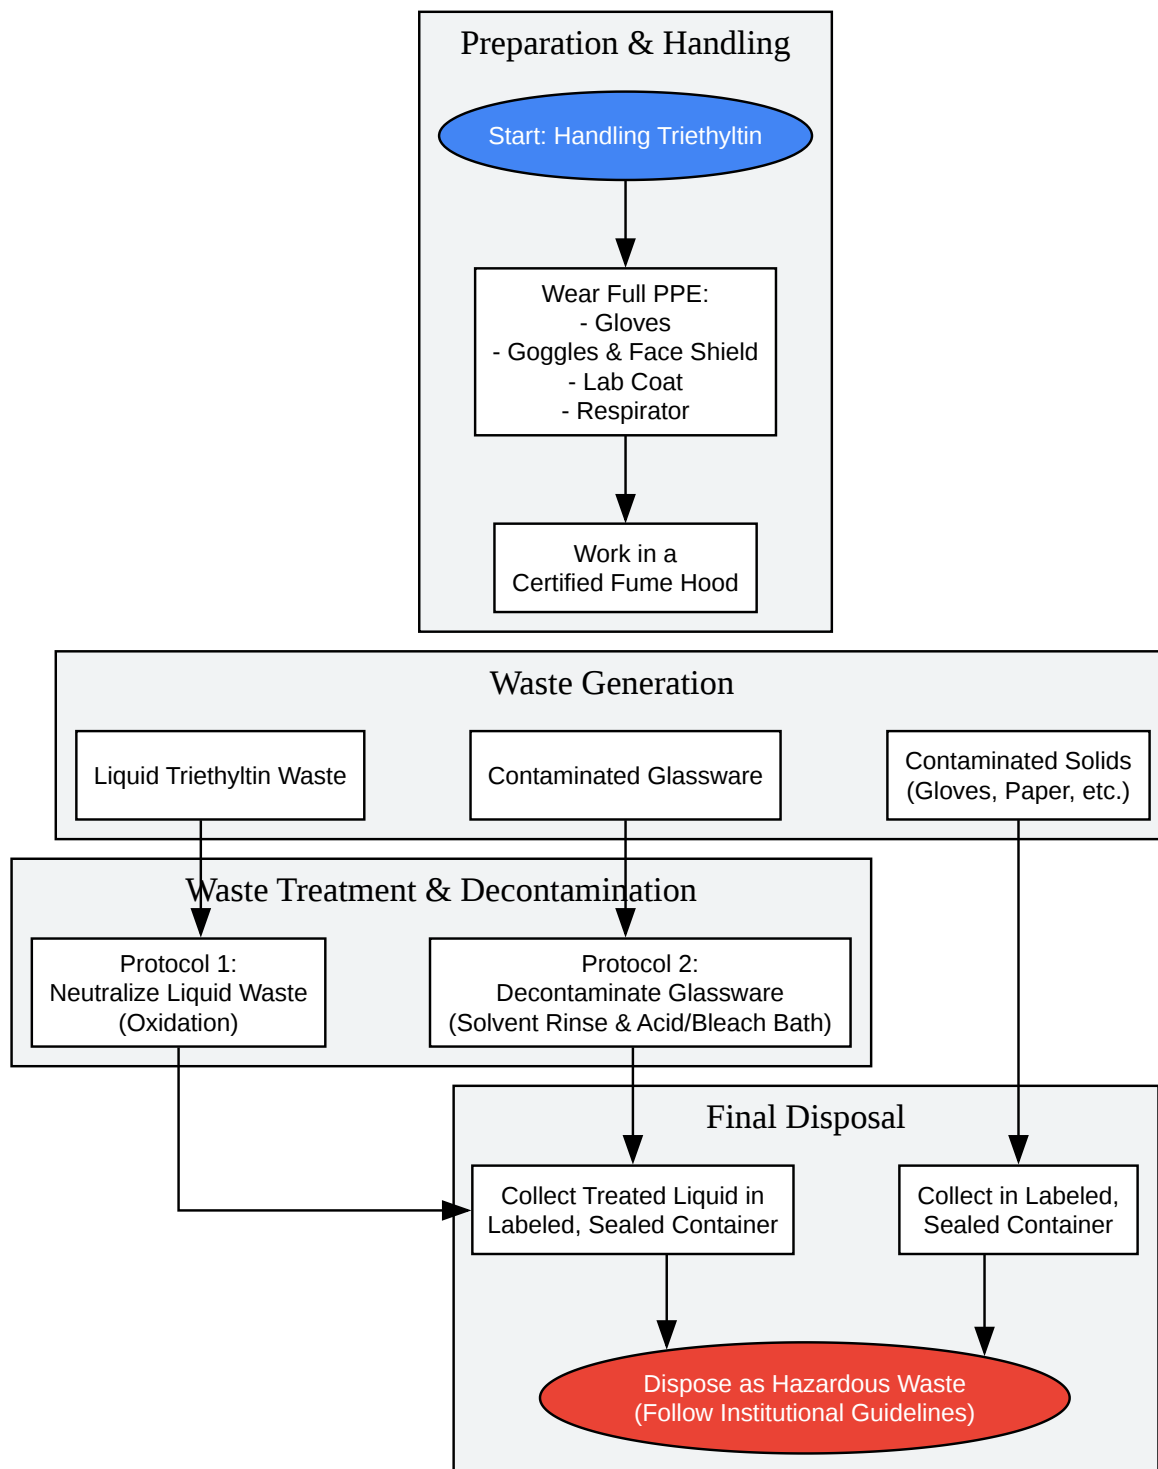 Preparation & Handling
Start: Handling Triethyltin
Wear Full PPE:
- Gloves
- Goggles & Face Shield
- Lab Coat
- Respirator
Work in a
Certified Fume Hood
Waste Generation
Liquid Triethyltin Waste
Contaminated Glassware
Contaminated Solids
(Gloves, Paper, etc.)
Waste Treatment & Decontamination
Protocol 1:
Neutralize Liquid Waste
(Oxidation)
Protocol 2:
Decontaminate Glassware
(Solvent Rinse & Acid/Bleach Bath)
Final Disposal
Collect Treated Liquid in
Labeled, Sealed Container
Collect in Labeled,
Sealed Container
Dispose as Hazardous Waste
(Follow Institutional Guidelines)